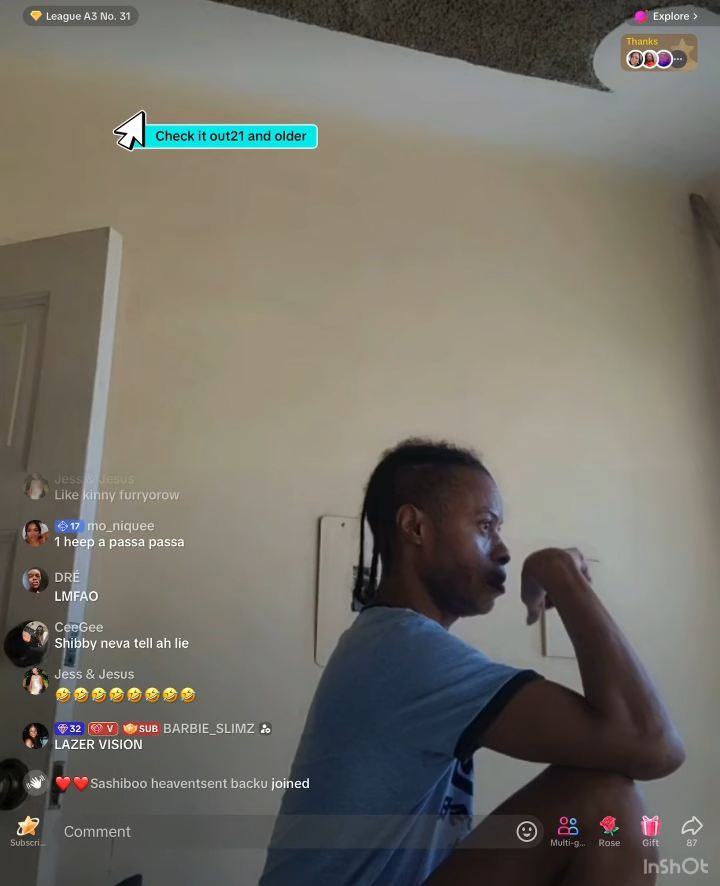 League A3 No. 31
Explore >
Thanks
Check it out21 and older
Jess & Jesus
Like kinny furryorow
17 mo_niquee
1 heep a passa passa
DRÉ
LMFAO
CeeGee
Shibby neva tell ah lie
Jess & Jesus
🤣🤣🤣🤣🤣🤣🤣🤣
32 V SUB BARBIE_SLIMZ
LAZER VISION
❤️❤️Sashiboo heaventsent backu joined
Comment
Subscri... Multi-g... Rose Gift 87
InShOt